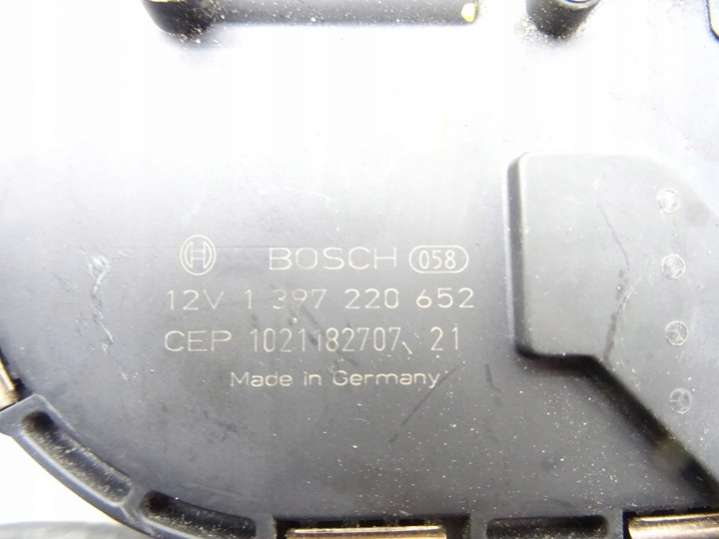 BOSCH 058
12V 1 397 220 652
CEP 1021182707 21
Made in Germany